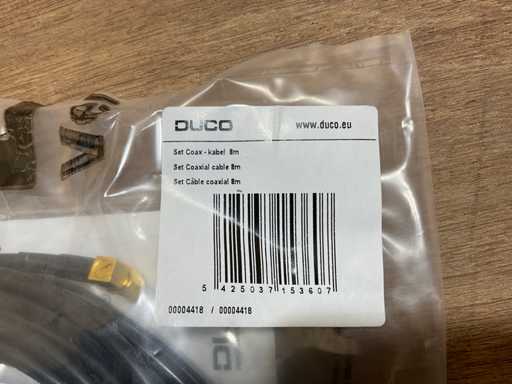 DUCO
www.duco.eu
Set Coax - kabel 8m
Set Coaxial cable 8m
Set Câble coaxial 8m
5 425037 153607
00004418 / 00004418